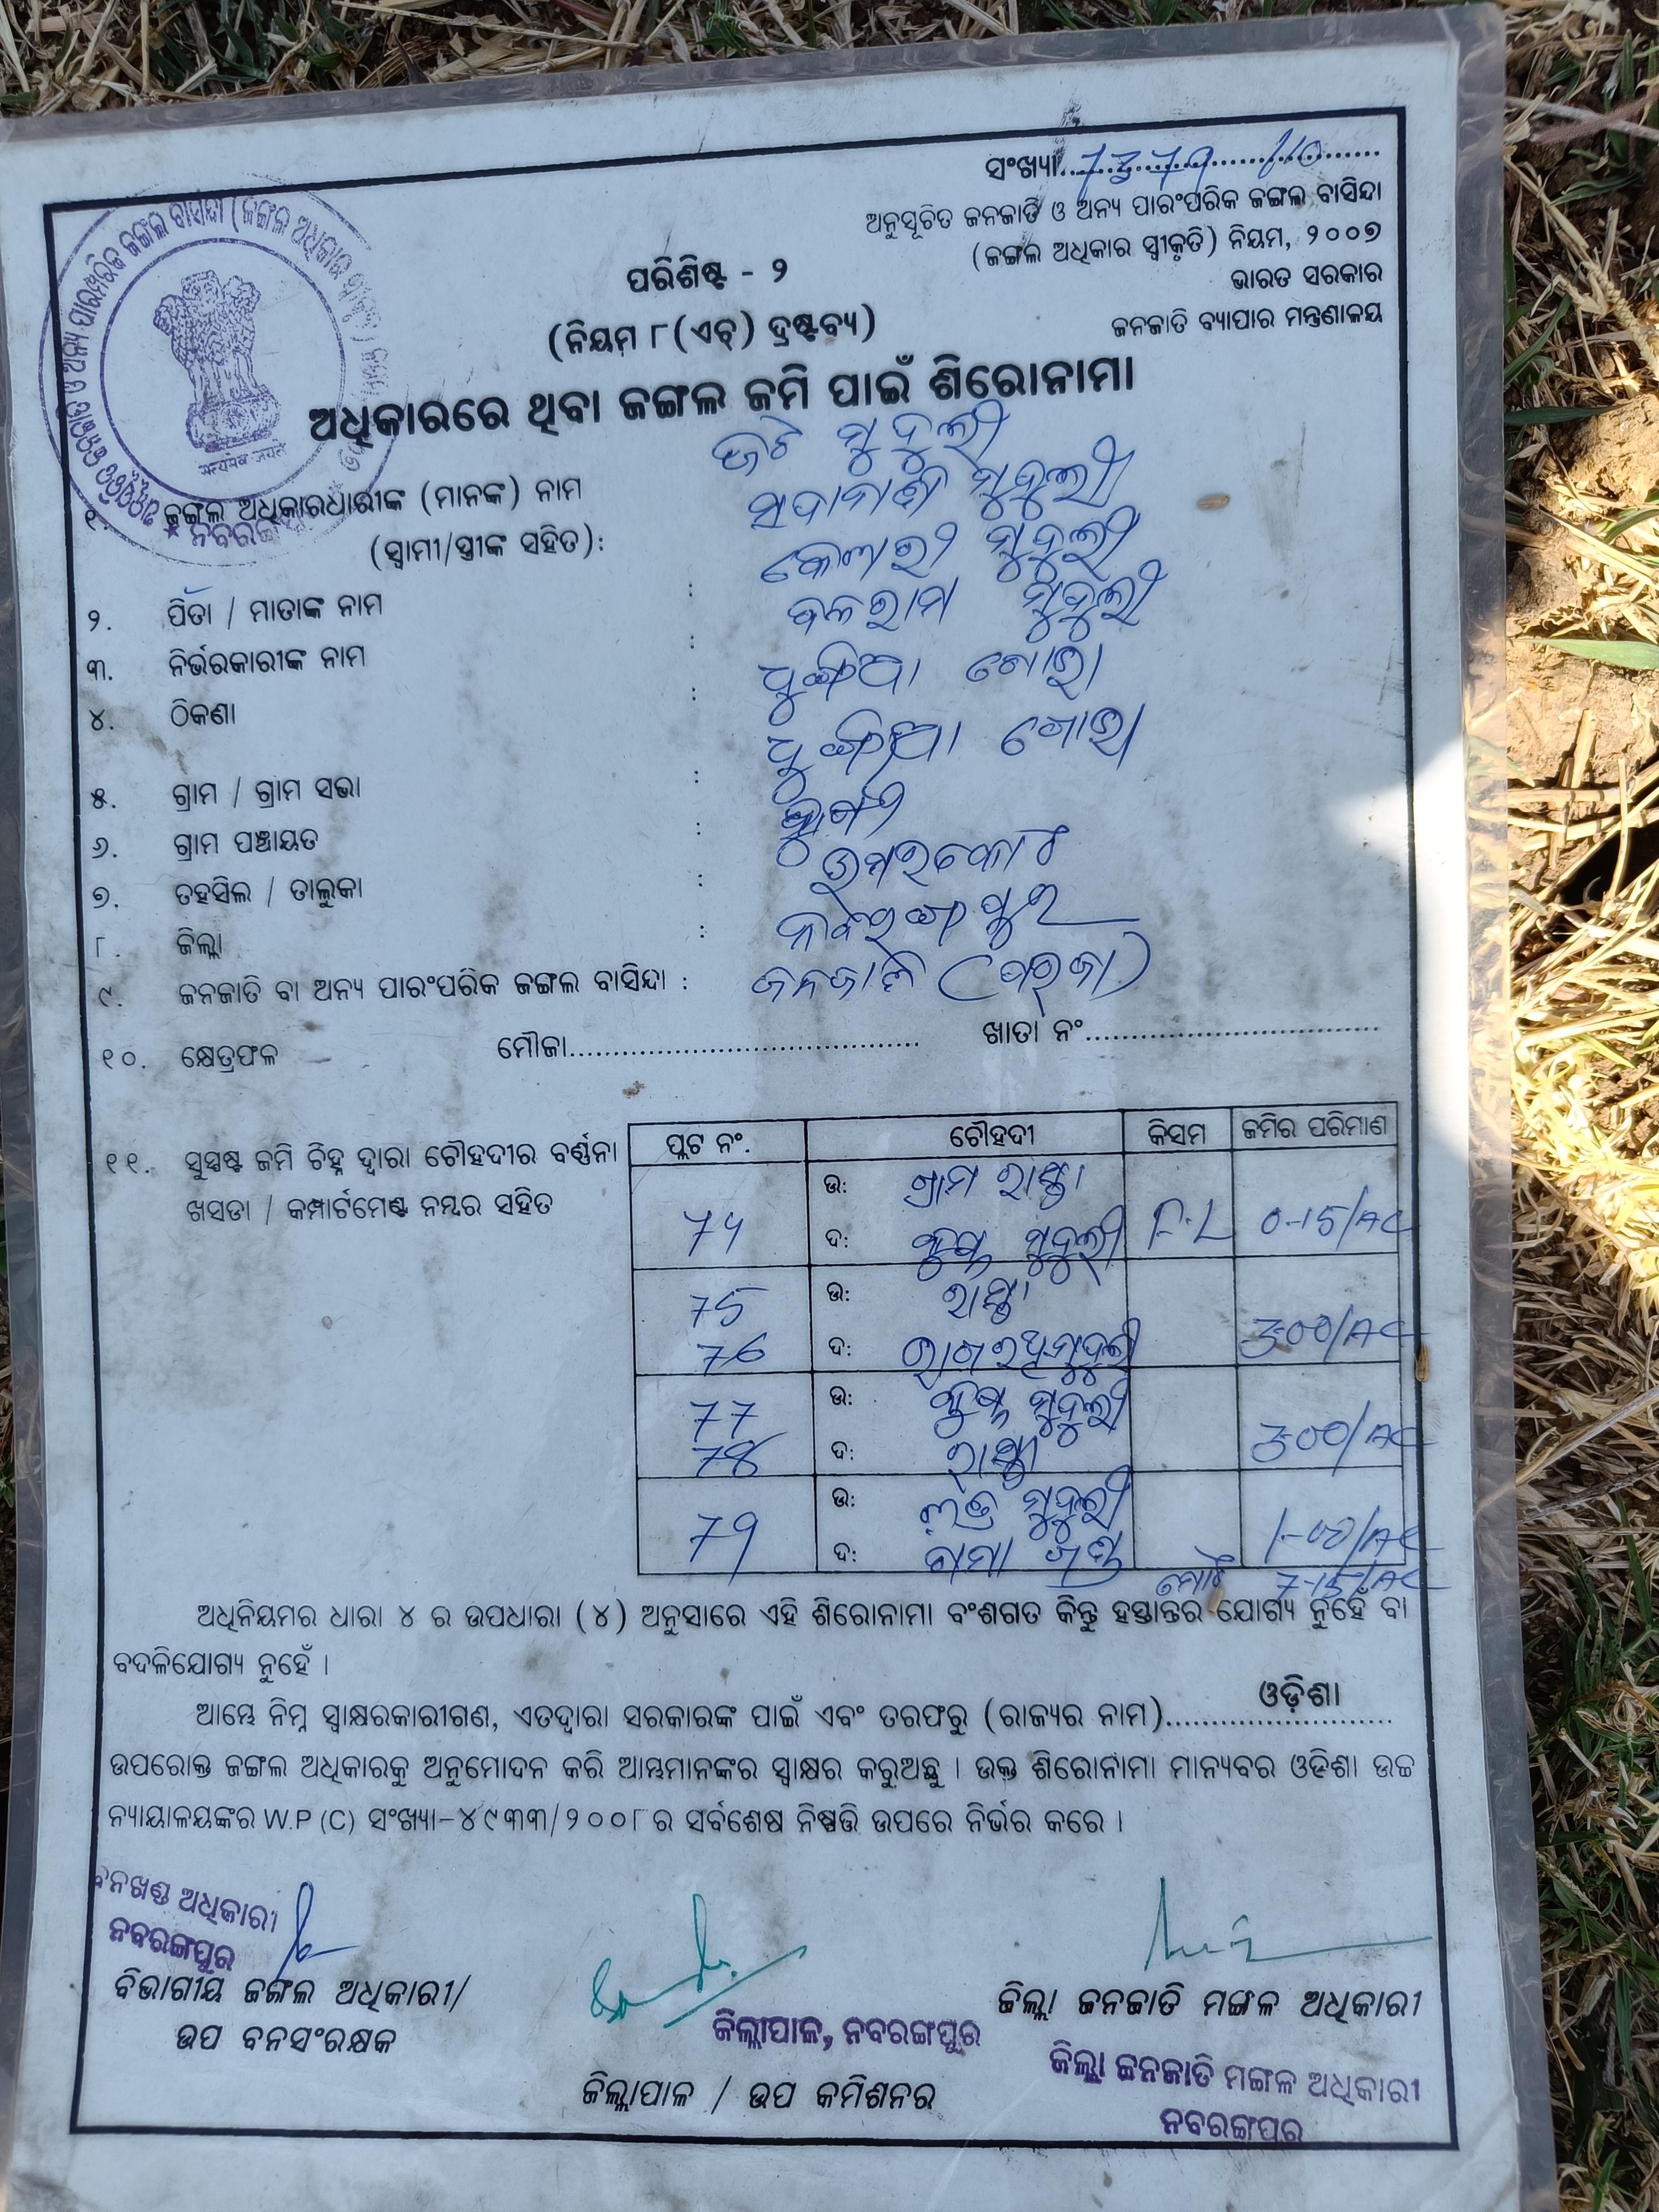 ସଂଖ୍ୟା..............................
ଅନୁସୂଚିତ ଜନଜାତି ଓ ଅନ୍ୟ ପାରଂପରିକ ଜଙ୍ଗଲ ବାସିନ୍ଦା
(ଜଙ୍ଗଲ ଅଧିକାର ସ୍ୱୀକୃତି) ନିୟମ, ୨୦୦୭
ଭାରତ ସରକାର
ଜନଜାତି ବ୍ୟାପାର ମନ୍ତ୍ରଣାଳୟ
ପରିଶିଷ୍ଟ - ୨
(ନିୟମ ୮(ଏଚ୍) ଦ୍ରଷ୍ଟବ୍ୟ)
ଅଧିକାରରେ ଥିବା ଜଙ୍ଗଲ ଜମି ପାଇଁ ଶିରୋନାମା
୧. ଜଙ୍ଗଲ ଅଧିକାରଧାରୀଙ୍କ (ମାନଙ୍କ) ନାମ
ମୁଦୁଲୀ
(ସ୍ୱାମୀ/ସ୍ତ୍ରୀଙ୍କ ସହିତ): ମୁଦୁଲୀ
୨. ପିତା / ମାତାଙ୍କ ନାମ : ମୁଦୁଲୀ
୩. ନିର୍ଭରକାରୀଙ୍କ ନାମ : ବଳରାମ ମୁଦୁଲୀ
୪. ଠିକଣା :
୫. ଗ୍ରାମ / ଗ୍ରାମ ସଭା :
୬. ଗ୍ରାମ ପଞ୍ଚାୟତ :
୭. ତହସିଲ / ତାଲୁକା : ଉମରକୋଟ
୮. ଜିଲ୍ଲା : ନବରଙ୍ଗପୁର
୯. ଜନଜାତି ବା ଅନ୍ୟ ପାରଂପରିକ ଜଙ୍ଗଲ ବାସିନ୍ଦା : ଜନଜାତି (ପରଜା)
୧୦. କ୍ଷେତ୍ରଫଳ ମୌଜା.............................. ଖାତା ନଂ..............................
୧୧. ସୁସ୍ପଷ୍ଟ ଜମି ଚିହ୍ନ ଦ୍ୱାରା ଚୌହଦୀର ବର୍ଣ୍ଣନା
ଖସଡା / କମ୍ପାର୍ଟମେଣ୍ଟ ନମ୍ବର ସହିତ
ପ୍ଲଟ ନଂ. ଚୌହଦୀ କିସମ ଜମିର ପରିମାଣ
ଉ: ଗ୍ରାମ ରାସ୍ତା
74 ଦ: ମୁଦୁଲୀ F.L 0-15/AC
75 ଉ: ରାସ୍ତା
76 ଦ: ମୁଦୁଲୀ 3-00/AC
77 ଉ: ମୁଦୁଲୀ
78 ଦ: ରାସ୍ତା 3-00/AC
ଉ: ମୁଦୁଲୀ
79 ଦ: 1-00/AC
ମୋଟ 7-15/AC
ଅଧିନିୟମର ଧାରା ୪ ର ଉପଧାରା (୪) ଅନୁସାରେ ଏହି ଶିରୋନାମା ବଂଶଗତ କିନ୍ତୁ ହସ୍ତାନ୍ତର ଯୋଗ୍ୟ ନୁହେଁ ବା
ବଦଳିଯୋଗ୍ୟ ନୁହେଁ ।
ଆମ୍ଭେ ନିମ୍ନ ସ୍ୱାକ୍ଷରକାରୀଗଣ, ଏତଦ୍ୱାରା ସରକାରଙ୍କ ପାଇଁ ଏବଂ ତରଫରୁ (ରାଜ୍ୟର ନାମ).......ଓଡ଼ିଶା.......
ଉପରୋକ୍ତ ଜଙ୍ଗଲ ଅଧିକାରକୁ ଅନୁମୋଦନ କରି ଆମ୍ଭମାନଙ୍କର ସ୍ୱାକ୍ଷର କରୁଅଛୁ । ଉକ୍ତ ଶିରୋନାମା ମାନ୍ୟବର ଓଡିଶା ଉଚ୍ଚ
ନ୍ୟାୟାଳୟଙ୍କର W.P (C) ସଂଖ୍ୟା-୪୯୩୩/୨୦୦୮ ର ସର୍ବଶେଷ ନିଷ୍ପତ୍ତି ଉପରେ ନିର୍ଭର କରେ ।
ବନଖଣ୍ଡ ଅଧିକାରୀ
ନବରଙ୍ଗପୁର
ବିଭାଗୀୟ ଜଙ୍ଗଲ ଅଧିକାରୀ/
ଉପ ବନସଂରକ୍ଷକ
ଜିଲ୍ଲାପାଳ, ନବରଙ୍ଗପୁର
ଜିଲ୍ଲାପାଳ / ଉପ କମିଶନର
ଜିଲ୍ଲା ଜନଜାତି ମଙ୍ଗଳ ଅଧିକାରୀ
ଜିଲ୍ଲା ଜନଜାତି ମଙ୍ଗଳ ଅଧିକାରୀ
ନବରଙ୍ଗପୁର